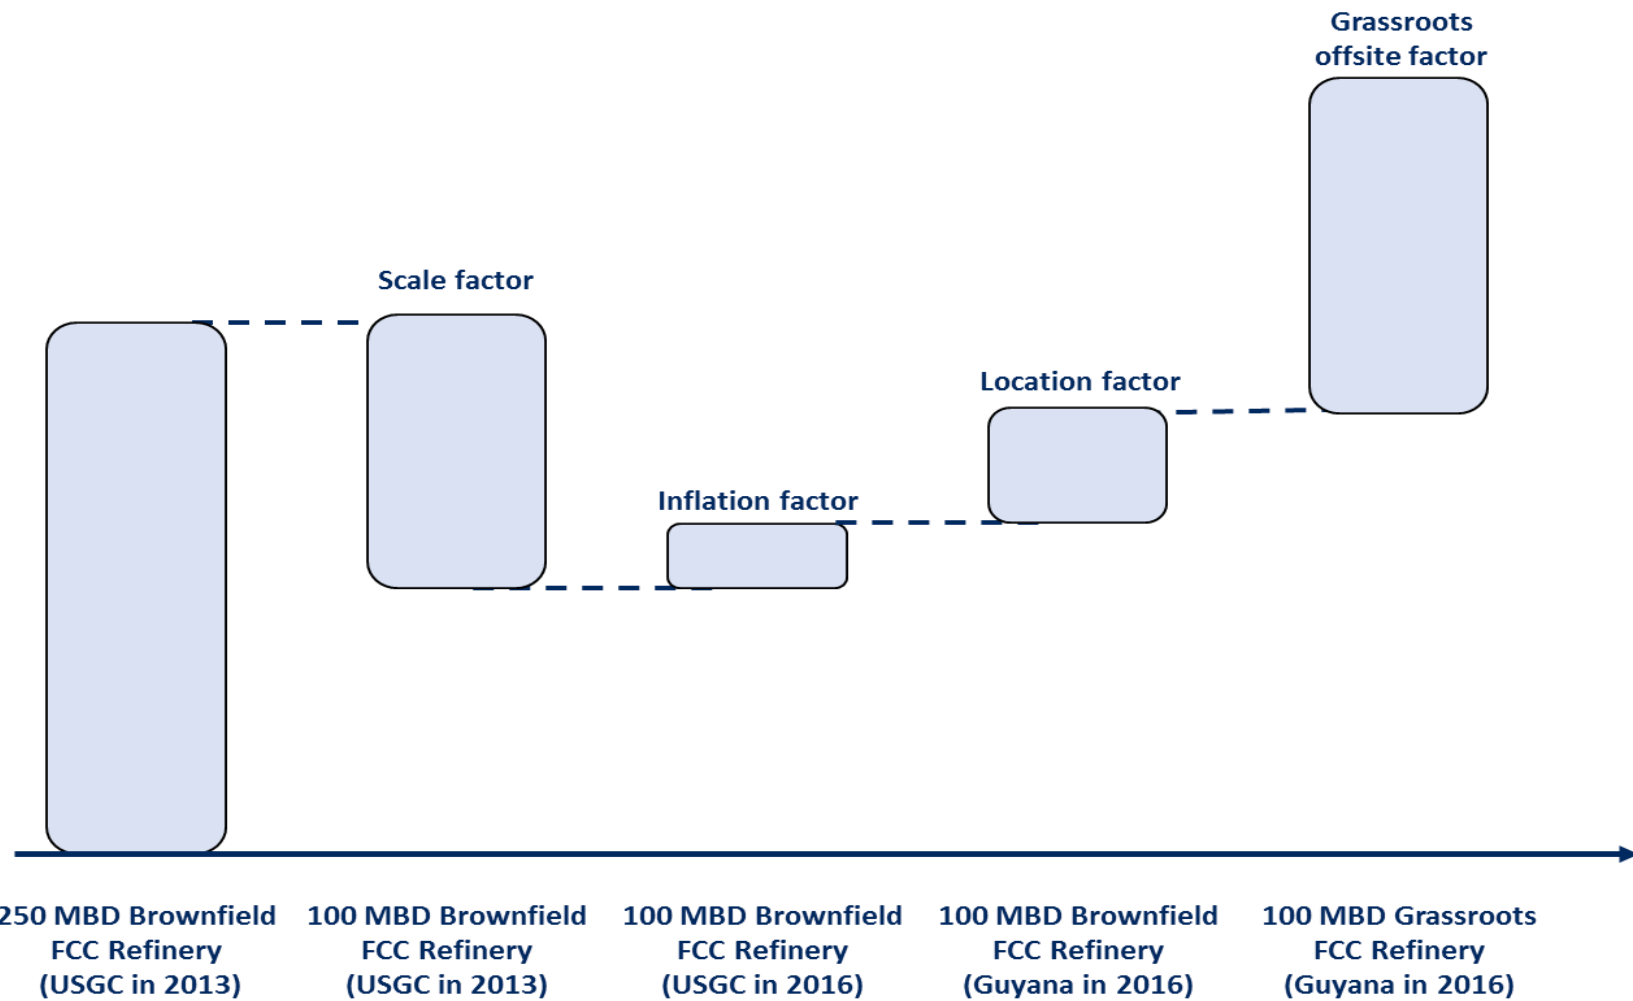 Grassroots
offsite factor
Scale factor
Location factor
Inflation factor
250 MBD Brownfield
FCC Refinery
(USGC in 2013)
100 MBD Brownfield
FCC Refinery
(USGC in 2013)
100 MBD Brownfield
FCC Refinery
(USGC in 2016)
100 MBD Brownfield
FCC Refinery
(Guyana in 2016)
100 MBD Grassroots
FCC Refinery
(Guyana in 2016)